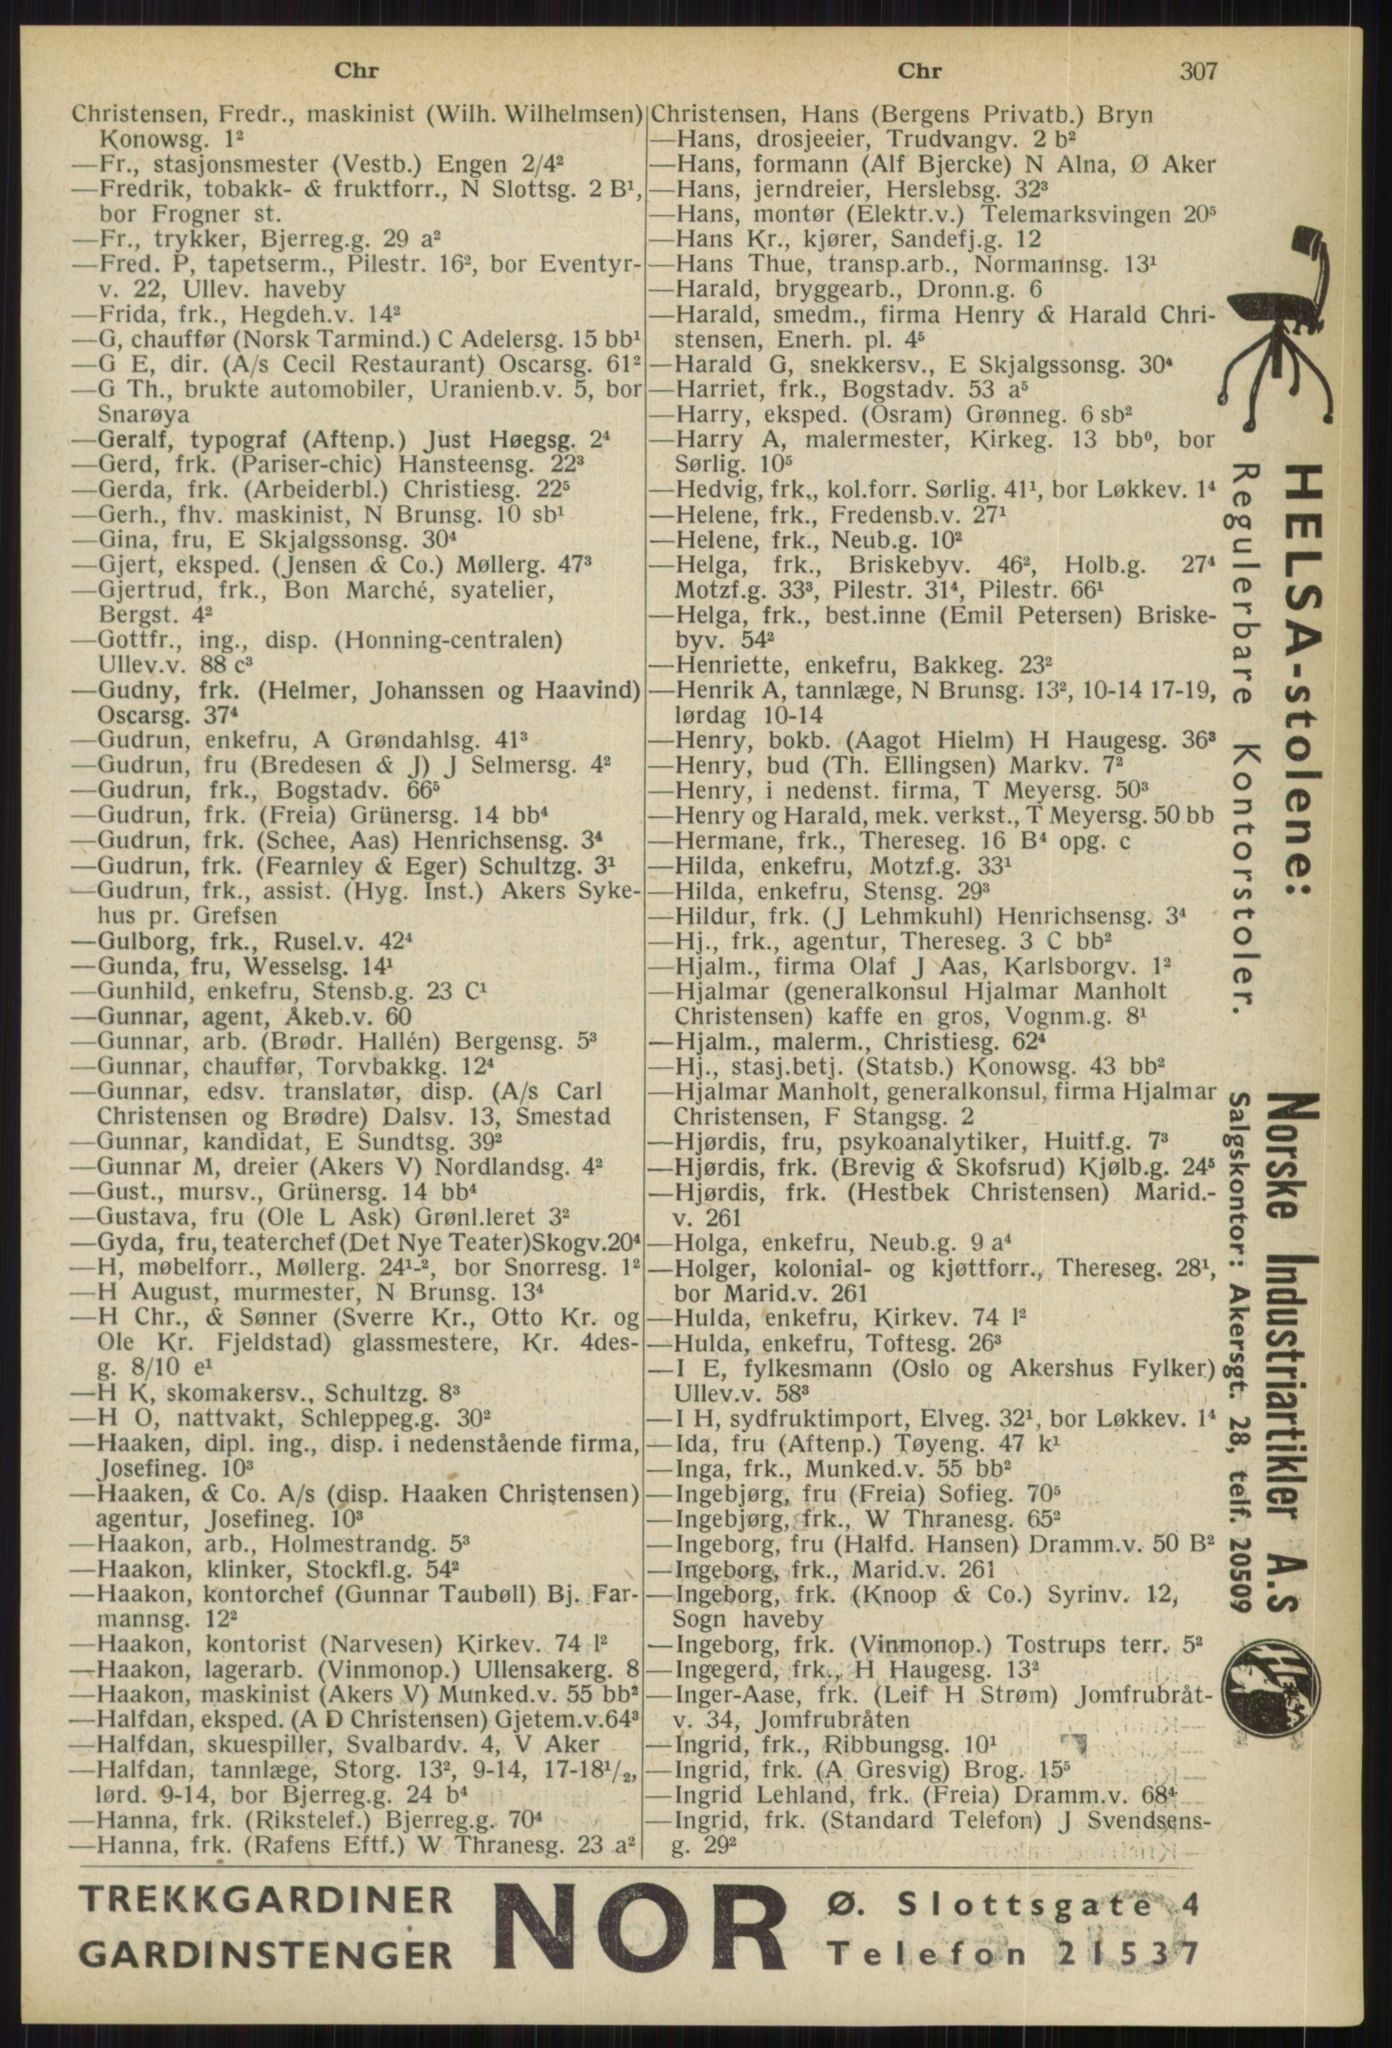 Chr
Chr
307
Christensen, Fredr., maskinist (Wilh. Wilhelmsen)
Konowsg. 1²
—Fr., stasjonsmester (Vestb.) Engen 2/4²
—Fredrik, tobakk- & fruktforr., N Slottsg. 2 B¹,
bor Frogner st.
—Fr., trykker, Bjerreg.g. 29 a²
—Fred. P, tapetserm., Pilestr. 16², bor Eventyr-
v. 22, Ullev. haveby
—Frida, frk., Hegdeh.v. 14²
—G, chauffør (Norsk Tarmind.) C Adelersg. 15 bb¹
—G E, dir. (A/s Cecil Restaurant) Oscarsg. 61²
—G Th., brukte automobiler, Uranienb.v. 5, bor
Snarøya
—Geralf, typograf (Aftenp.) Just Høegsg. 2⁴
—Gerd, frk. (Pariser-chic) Hansteensg. 22³
—Gerda, frk. (Arbeiderbl.) Christiesg. 22⁵
—Gerh., fhv. maskinist, N Brunsg. 10 sb¹
—Gina, fru, E Skjalgssonsg. 30⁴
—Gjert, eksped. (Jensen & Co.) Møllerg. 47³
—Gjertrud, frk., Bon Marché, syatelier,
Bergst. 4²
—Gottfr., ing., disp. (Honning-centralen)
Ullev.v. 88 c³
—Gudny, frk. (Helmer, Johanssen og Haavind)
Oscarsg. 37⁴
—Gudrun, enkefru, A Grøndahlsg. 41³
—Gudrun, fru (Bredesen & J) J Selmersg. 4²
—Gudrun, frk., Bogstadv. 66⁵
—Gudrun, frk. (Freia) Grünersg. 14 bb⁴
—Gudrun, frk. (Schee, Aas) Henrichsensg. 3⁴
—Gudrun, frk. (Fearnley & Eger) Schultzg. 3¹
—Gudrun, frk., assist. (Hyg. Inst.) Akers Syke-
hus pr. Grefsen
—Gulborg, frk., Rusel.v. 42⁴
—Gunda, fru, Wesselsg. 14¹
—Gunhild, enkefru, Stensb.g. 23 C¹
—Gunnar, agent, Åkeb.v. 60
—Gunnar, arb. (Brødr. Hallén) Bergensg. 5³
—Gunnar, chauffør, Torvbakkg. 12⁴
—Gunnar, edsv. translatør, disp. (A/s Carl
Christensen og Brødre) Dalsv. 13, Smestad
—Gunnar, kandidat, E Sundtsg. 39²
—Gunnar M, dreier (Akers V) Nordlandsg. 4²
—Gust., mursv., Grünersg. 14 bb⁴
—Gustava, fru (Ole L Ask) Grønl.leret 3²
—Gyda, fru, teaterchef (Det Nye Teater) Skogv. 20⁴
—H, møbelforr., Møllerg. 24¹-², bor Snorresg. 1²
—H August, murmester, N Brunsg. 13⁴
—H Chr., & Sønner (Sverre Kr., Otto Kr. og
Ole Kr. Fjeldstad) glassmestere, Kr. 4des-
g. 8/10 e¹
—H K, skomakersv., Schultzg. 8³
—H O, nattvakt, Schleppeg.g. 30²
—Haaken, dipl. ing., disp. i nedenstående firma,
Josefineg. 10³
—Haaken, & Co. A/s (disp. Haaken Christensen)
agentur, Josefineg. 10³
—Haakon, arb., Holmestrandg. 5³
—Haakon, klinker, Stockfl.g. 54²
—Haakon, kontorchef (Gunnar Taubøll) Bj. Far-
mannsg. 12²
—Haakon, kontorist (Narvesen) Kirkev. 74 l²
—Haakon, lagerarb. (Vinmonop.) Ullensakerg. 8
—Haakon, maskinist (Akers V) Munked.v. 55 bb²
—Halfdan, eksped. (A D Christensen) Gjetem.v. 64³
—Halfdan, skuespiller, Svalbardv. 4, V Aker
—Halfdan, tannlæge, Storg. 13², 9-14, 17-18¹/₂,
lørd. 9-14, bor Bjerreg.g. 24 b⁴
—Hanna, frk. (Rikstelef.) Bjerreg.g. 70⁴
—Hanna, frk. (Rafens Eftf.) W Thranesg. 23 a²
Christensen, Hans (Bergens Privatb.) Bryn
—Hans, drosjeeier, Trudvangv. 2 b²
—Hans, formann (Alf Bjercke) N Alna, Ø Aker
—Hans, jerndreier, Herslebsg. 32³
—Hans, montør (Elektr.v.) Telemarksvingen 20⁵
—Hans Kr., kjører, Sandefj.g. 12
—Hans Thue, transp.arb., Normannsg. 13¹
—Harald, bryggearb., Dronn.g. 6
—Harald, smedm., firma Henry & Harald Chri-
stensen, Enerh. pl. 4⁵
—Harald G, snekkersv., E Skjalgssonsg. 30⁴
—Harriet, frk., Bogstadv. 53 a⁵
—Harry, eksped. (Osram) Grønneg. 6 sb²
—Harry A, malermester, Kirkeg. 13 bb⁰, bor
Sørlig. 10⁵
—Hedvig, frk., kol.forr. Sørlig. 41¹, bor Løkkev. 1⁴
—Helene, frk., Fredensb.v. 27¹
—Helene, frk., Neub.g. 10²
—Helga, frk., Briskebyv. 46², Holb.g. 27⁴
Motzf.g. 33³, Pilestr. 31⁴, Pilestr. 66¹
—Helga, frk., best.inne (Emil Petersen) Briske-
byv. 54²
—Henriette, enkefru, Bakkeg. 23²
—Henrik A, tannlæge, N Brunsg. 13², 10-14 17-19,
lørdag 10-14
—Henry, bokb. (Aagot Hielm) H Haugesg. 36³
—Henry, bud (Th. Ellingsen) Markv. 7²
—Henry, i nedenst. firma, T Meyersg. 50³
—Henry og Harald, mek. verkst., T Meyersg. 50 bb
—Hermane, frk., Thereseg. 16 B⁴ opg. c
—Hilda, enkefru, Motzf.g. 33¹
—Hilda, enkefru, Stensg. 29³
—Hildur, frk. (J Lehmkuhl) Henrichsensg. 3⁴
—Hj., frk., agentur, Thereseg. 3 C bb²
—Hjalm., firma Olaf J Aas, Karlsborgv. 1²
—Hjalmar (generalkonsul Hjalmar Manholt
Christensen) kaffe en gros, Vognm.g. 8¹
—Hjalm., malerm., Christiesg. 62⁴
—Hj., stasj.betj. (Statsb.) Konowsg. 43 bb²
—Hjalmar Manholt, generalkonsul, firma Hjalmar
Christensen, F Stangsg. 2
—Hjørdis, fru, psykoanalytiker, Huitf.g. 7³
—Hjørdis, frk. (Brevig & Skofsrud) Kjølb.g. 24⁵
—Hjørdis, frk. (Hestbek Christensen) Marid.-
v. 261
—Holga, enkefru, Neub.g. 9 a⁴
—Holger, kolonial- og kjøttforr., Thereseg. 28¹,
bor Marid.v. 261
—Hulda, enkefru, Kirkev. 74 l²
—Hulda, enkefru, Toftesg. 26³
—I E, fylkesmann (Oslo og Akershus Fylker)
Ullev.v. 58³
—I H, sydfruktimport, Elveg. 32¹, bor Løkkev. 1⁴
—Ida, fru (Aftenp.) Tøyeng. 47 k¹
—Inga, frk., Munked.v. 55 bb²
—Ingebjørg, fru (Freia) Sofieg. 70⁵
—Ingebjørg, frk., W Thranesg. 65²
—Ingeborg, fru (Halfd. Hansen) Dramm.v. 50 B²
—Ingeborg, frk., Marid.v. 261
—Ingeborg, frk. (Knoop & Co.) Syrinv. 12,
Sogn haveby
—Ingeborg, frk. (Vinmonop.) Tostrups terr. 5²
—Ingegerd, frk., H Haugesg. 13²
—Inger-Aase, frk. (Leif H Strøm) Jomfrubråt-
v. 34, Jomfrubråten
—Ingrid, frk., Ribbungsg. 10¹
—Ingrid, frk. (A Gresvig) Brog. 15⁵
—Ingrid Lehland, frk. (Freia) Dramm.v. 68⁴
—Ingrid, frk. (Standard Telefon) J Svendsens-
g. 29²
HELSA-stolene:
Regulerbare Kontorstoler.
Norske Industriartikler A.s
Salgskontor: Akersgt. 28, telf. 20509
TREKKGARDINER
GARDINSTENGER
NOR
Ø. Slottsgate 4
Telefon 21537